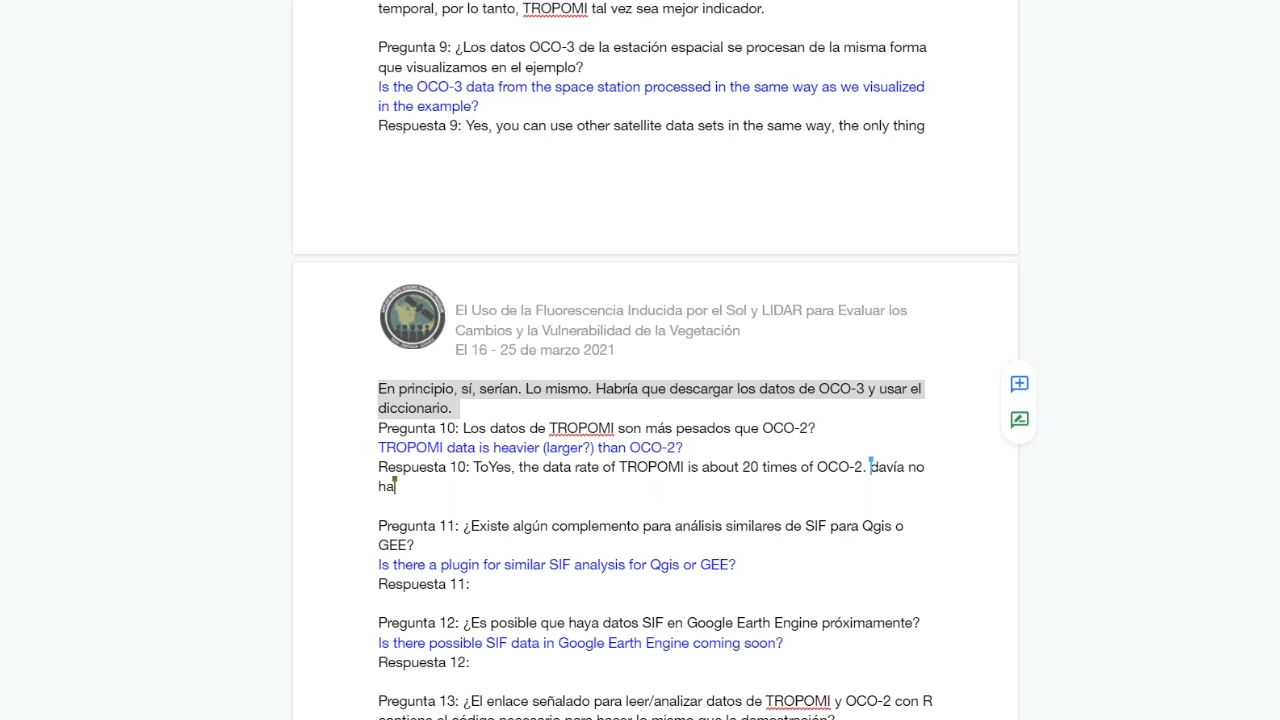 temporal, por lo tanto, TROPOMI tal vez sea mejor indicador.
Pregunta 9: ¿Los datos OCO-3 de la estación espacial se procesan de la misma forma
que visualizamos en el ejemplo?
Is the OCO-3 data from the space station processed in the same way as we visualized
in the example?
Respuesta 9: Yes, you can use other satellite data sets in the same way, the only thing
El Uso de la Fluorescencia Inducida por el Sol y LIDAR para Evaluar los
Cambios y la Vulnerabilidad de la Vegetación
El 16 - 25 de marzo 2021
En principio, sí, serían. Lo mismo. Habría que descargar los datos de OCO-3 y usar el
diccionario.
Pregunta 10: Los datos de TROPOMI son más pesados que OCO-2?
TROPOMI data is heavier (larger?) than OCO-2?
Respuesta 10: ToYes, the data rate of TROPOMI is about 20 times of OCO-2. davía no
ha
Pregunta 11: ¿Existe algún complemento para análisis similares de SIF para Qgis o
GEE?
Is there a plugin for similar SIF analysis for Qgis or GEE?
Respuesta 11:
Pregunta 12: ¿Es posible que haya datos SIF en Google Earth Engine próximamente?
Is there possible SIF data in Google Earth Engine coming soon?
Respuesta 12:
Pregunta 13: ¿El enlace señalado para leer/analizar datos de TROPOMI y OCO-2 con R
contiene el código necesario para hacer lo mismo que la demostración?